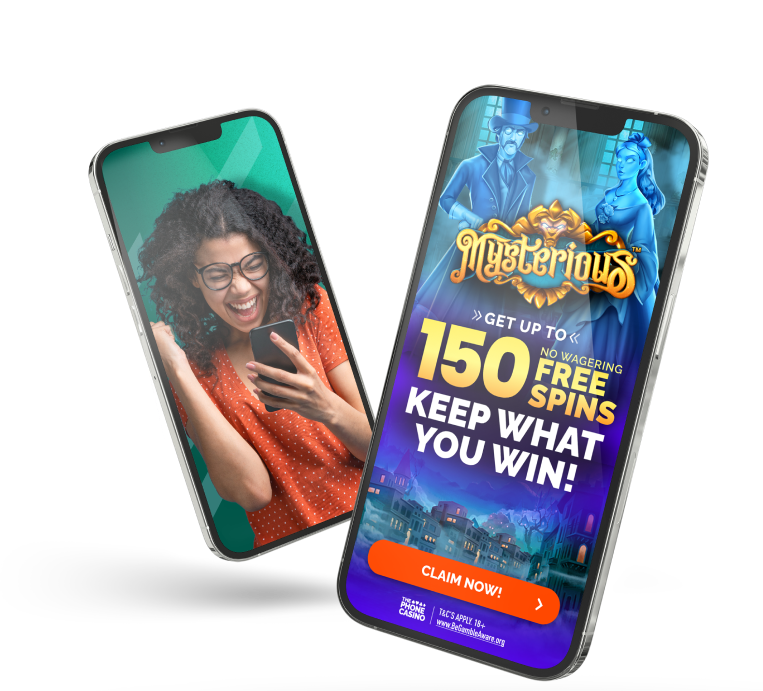 Mysterious™
»GET UP TO«
150 NO WAGERING
FREE
SPINS
KEEP WHAT
YOU WIN!
CLAIM NOW!
THE
PHONE
CASINO
T&C'S APPLY. 18+
www.BeGambleAware.org